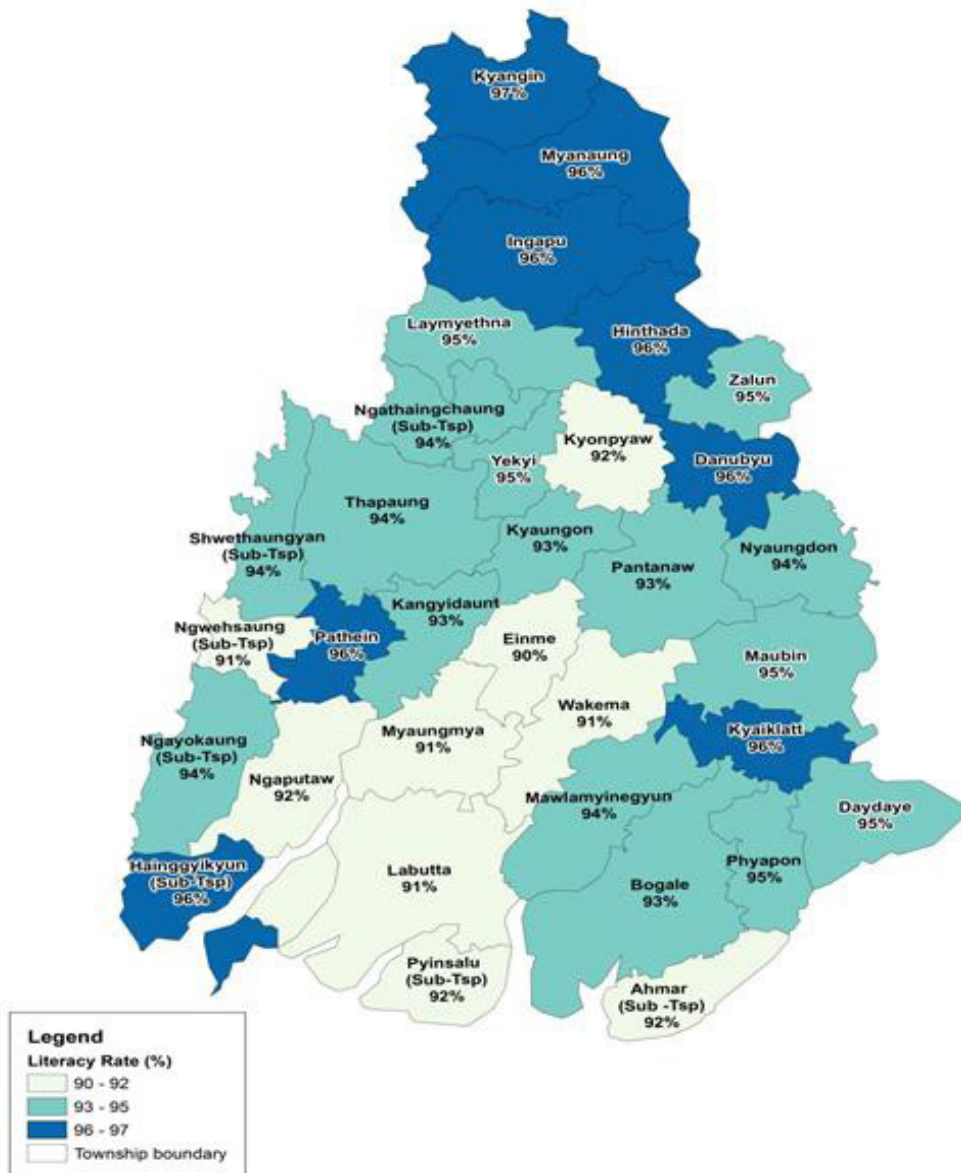 Kyangin
97%
Myanaung
96%
Ingapu
96%
Laymyethna
95%
Hinthada
96%
Zalun
95%
Ngathaingchaung
(Sub-Tsp)
94%
Kyonpyaw
92%
Yekyi
95%
Danubyu
96%
Thapaung
94%
Kyaungon
93%
Shwethaungyan
(Sub-Tsp)
94%
Nyaungdon
94%
Pantanaw
93%
Kangyidaunt
93%
Ngwehsaung
(Sub-Tsp)
91%
Pathein
96%
Einme
90%
Maubin
95%
Wakema
91%
Kyaiklatt
96%
Myaungmya
91%
Ngayokaung
(Sub-Tsp)
94%
Ngaputaw
92%
Mawlamyinegyun
94%
Daydaye
95%
Hainggyikyun
(Sub-Tsp)
96%
Labutta
91%
Phyapon
95%
Bogale
93%
Pyinsalu
(Sub-Tsp)
92%
Ahmar
(Sub -Tsp)
92%
Legend
Literacy Rate (%)
90 - 92
93 - 95
96 - 97
Township boundary